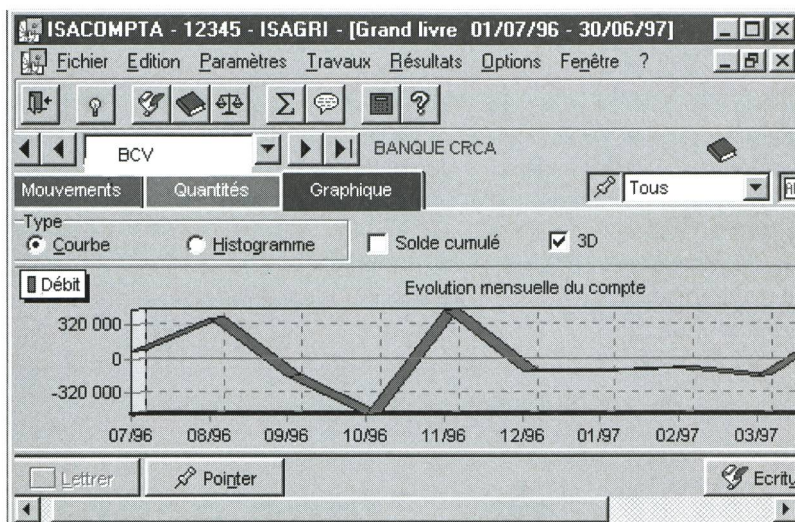 ISACOMPTA - 12345 - ISAGRI - [Grand livre 01/07/96 - 30/06/97]
Fichier Edition Paramètres Travaux Résultats Options Fenêtre ?
BCV BANQUE CRCA
Mouvements Quantités Graphique Tous
Type
Courbe Histogramme Solde cumulé 3D
Débit Evolution mensuelle du compte
320 000
0
-320 000
07/96 08/96 09/96 10/96 11/96 12/96 01/97 02/97 03/97
Lettrer Pointer